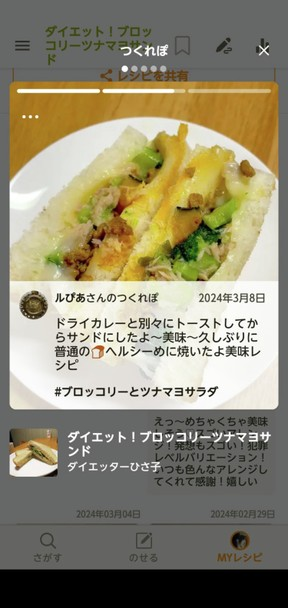 ダイエット！ブロッ
コリーツナマヨサン
ド
つくれぽ
レシピを共有
るぴあさんのつくれぽ 2024年3月8日
ドライカレーと別々にトーストしてか
らサンドにしたよ〜美味〜久しぶりに
普通の🍞ヘルシーめに焼いたよ美味レ
シピ
#ブロッコリーとツナマヨサラダ
えっ〜めちゃくちゃ美味
！発想もスゴい！犯罪
レベルバリエーション！
いつも色んなアレンジし
てくれて感謝！嬉しい
ダイエット！ブロッコリーツナマヨサ
ンド
ダイエッターひさ子
2024年03月04日 2024年02月29日
さがす のせる MYレシピ